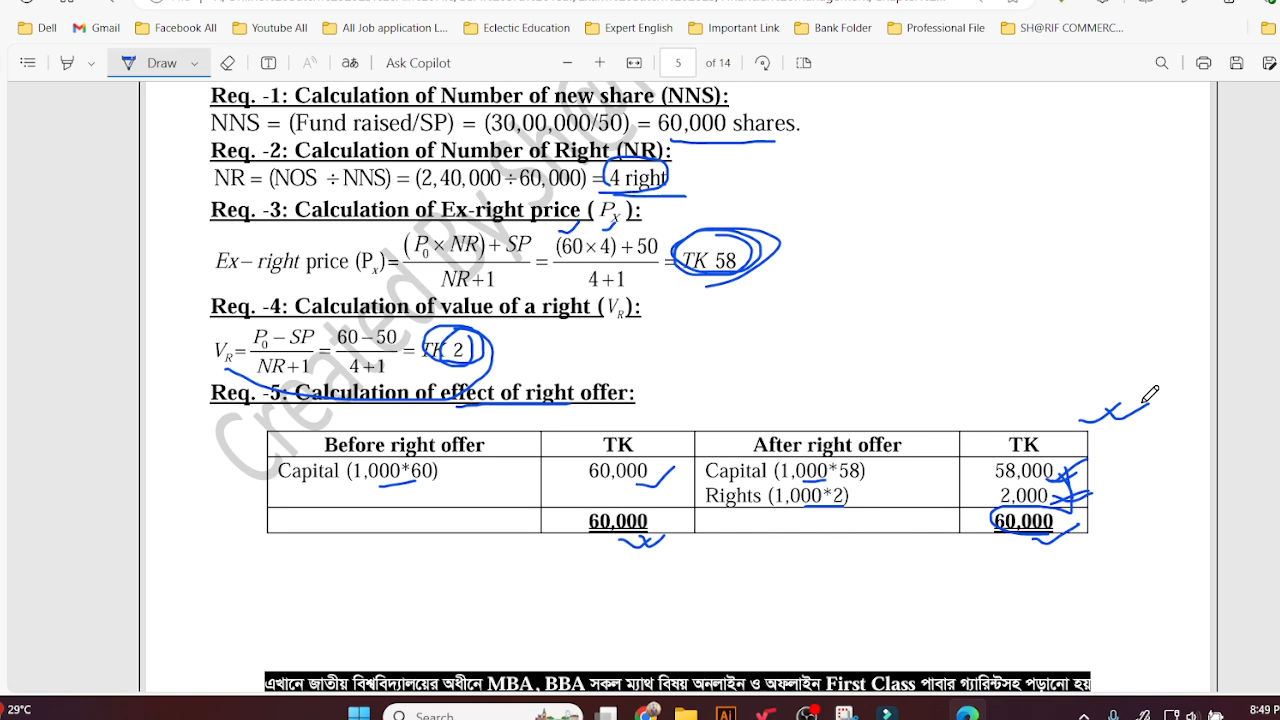 Dell Gmail Facebook All Youtube All All Job application L... Eclectic Education Expert English Important Link Bank Folder Professional File SH@RIF COMMERC...
Draw Ask Copilot 5 of 14
Req. -1: Calculation of Number of new share (NNS):
NNS = (Fund raised/SP) = (30,00,000/50) = 60,000 shares.
Req. -2: Calculation of Number of Right (NR):
NR = (NOS ÷ NNS) = (2,40,000 ÷ 60,000) = 4 right
Req. -3: Calculation of Ex-right price (Px):
Ex – right price (Px) = (P0 × NR) + SP / NR + 1 = (60 × 4) + 50 / 4 + 1 = TK 58
Req. -4: Calculation of value of a right (VR):
VR = P0 – SP / NR + 1 = 60 – 50 / 4 + 1 = TK 2
Req. -5: Calculation of effect of right offer:
Before right offer TK After right offer TK
Capital (1,000*60) 60,000 Capital (1,000*58) 58,000
Rights (1,000*2) 2,000
60,000 60,000
Created By Sh@
এখানে জাতীয় বিশ্ববিদ্যালয়ের অধীনে MBA, BBA সকল ম্যাথ বিষয় অনলাইন ও অফলাইন First Class পাবার গ্যারিন্টিসহ পড়ানো হয়
29°C Search 8:49 P